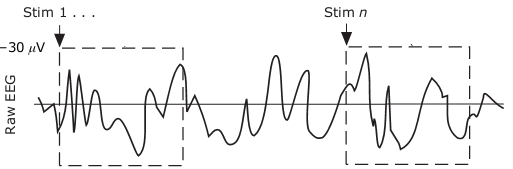 Stim 1 . . .
Stim n
–30 μV
Raw EEG